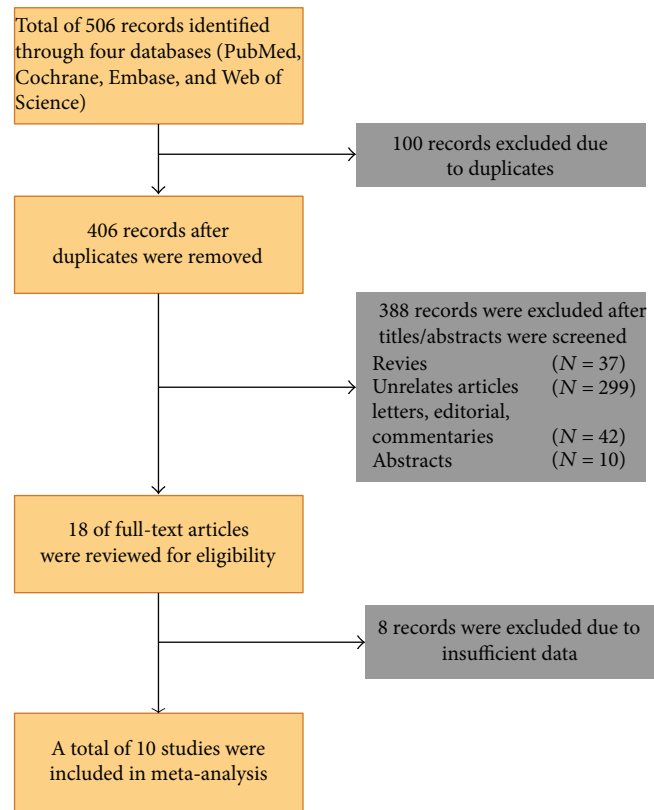 Total of 506 records identified
through four databases (PubMed,
Cochrane, Embase, and Web of
Science)
100 records excluded due
to duplicates
406 records after
duplicates were removed
388 records were excluded after
titles/abstracts were screened
Revies (N = 37)
Unrelates articles (N = 299)
letters, editorial,
commentaries (N = 42)
Abstracts (N = 10)
18 of full-text articles
were reviewed for eligibility
8 records were excluded due to
insufficient data
A total of 10 studies were
included in meta-analysis